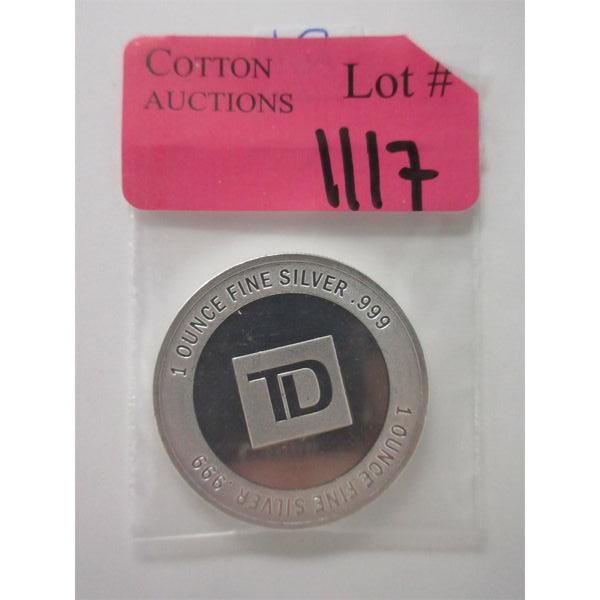 COTTON
AUCTIONS
Lot #
1117
1 OUNCE FINE SILVER .999
TD
1 OUNCE FINE SILVER .999